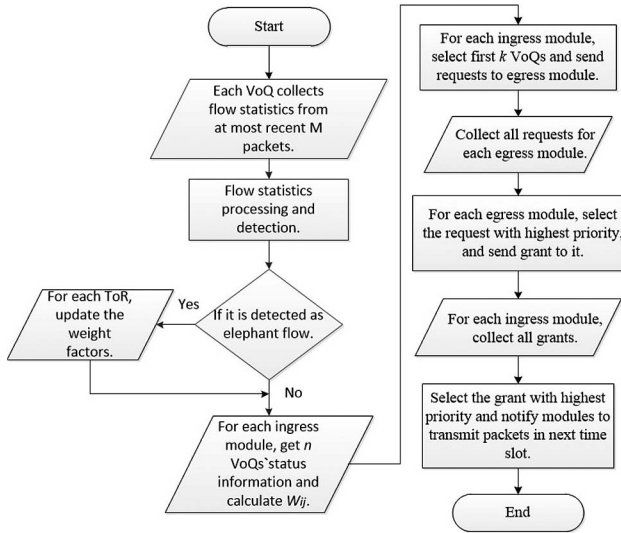 Start
Each VoQ collects
flow statistics from
at most recent M
packets.
Flow statistics
processing and
detection.
If it is detected as
elephant flow.
Yes
For each ToR,
update the
weight
factors.
No
For each ingress
module, get n
VoQs`status
information and
calculate Wij.
For each ingress module,
select first k VoQs and send
requests to egress module.
Collect all requests for
each egress module.
For each egress module, select
the request with highest priority,
and send grant to it.
For each ingress module,
collect all grants.
Select the grant with highest
priority and notify modules to
transmit packets in next time
slot.
End